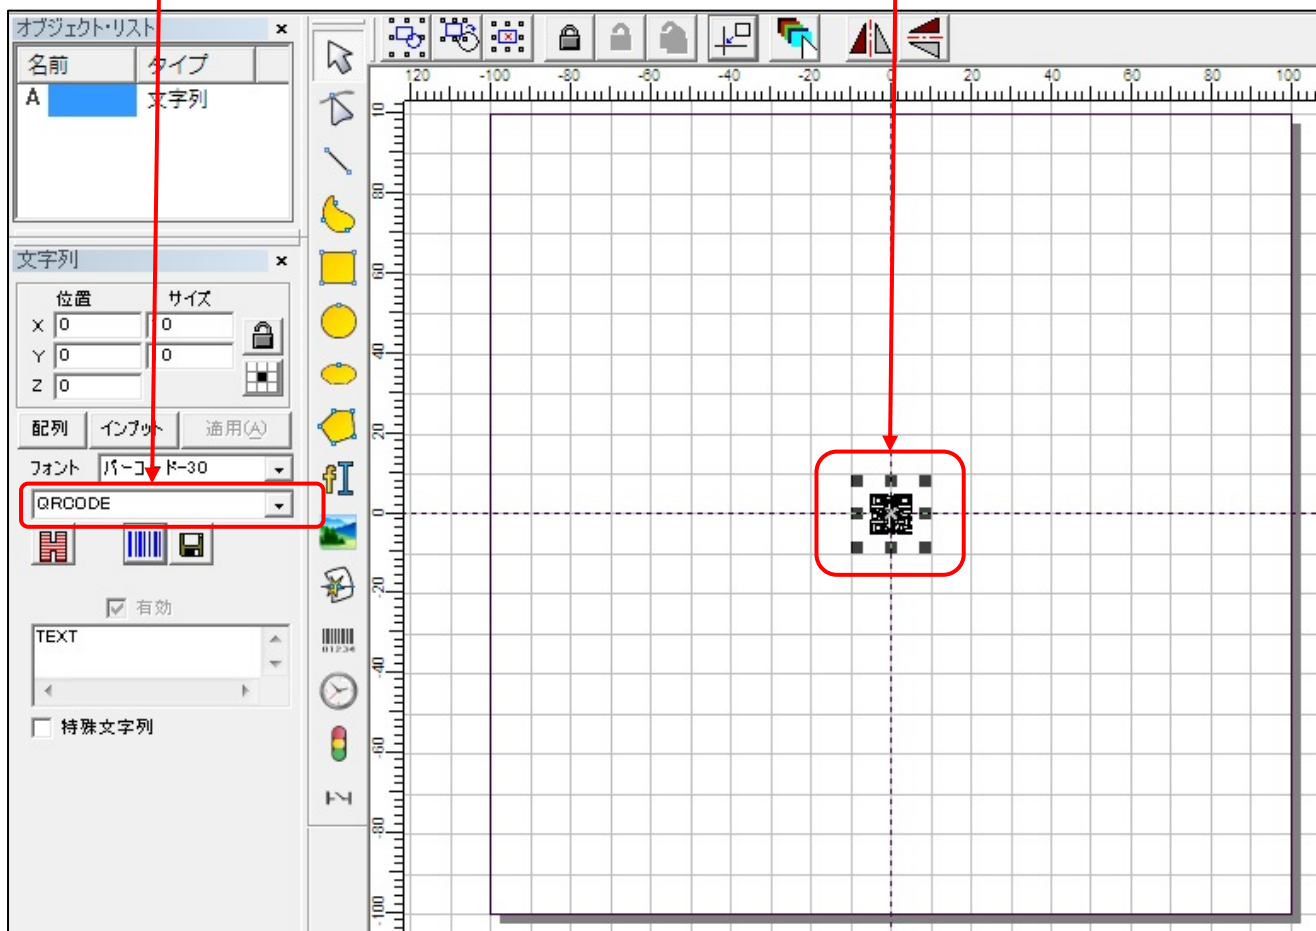 オブジェクト・リスト
名前 タイプ
A 文字列
文字列
位置 サイズ
X 0 0
Y 0 0
Z 0
配列 インプット 適用(A)
フォント バーコード-30
QRCODE
有効
TEXT
特殊文字列
120 -100 -80 -60 -40 -20 0 20 40 60 80 100
80
60
40
20
0
-20
-40
-60
-80
-100
01234